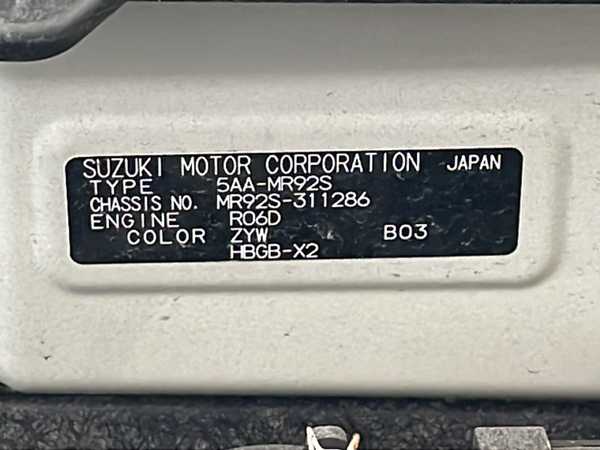 SUZUKI MOTOR CORPORATION JAPAN
TYPE 5AA-MR92S
CHASSIS NO. MR92S-311286
ENGINE R06D
COLOR ZYW B03
HBGB-X2